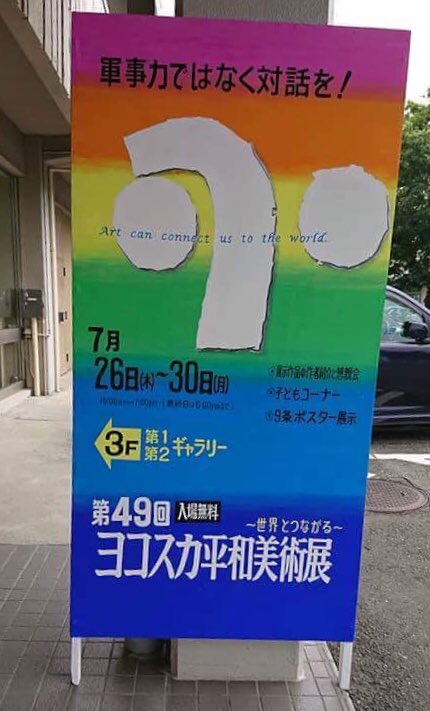 軍事力ではなく対話を!
Art can connect us to the world.
7月
26日(木)〜30日(月)
・展示作品の作者紹介と懇親会
・子どもコーナー
・9条ポスター展示
3F 第1 第2 ギャラリー
第49回 入場無料
〜世界とつながる〜
ヨコスカ平和美術展